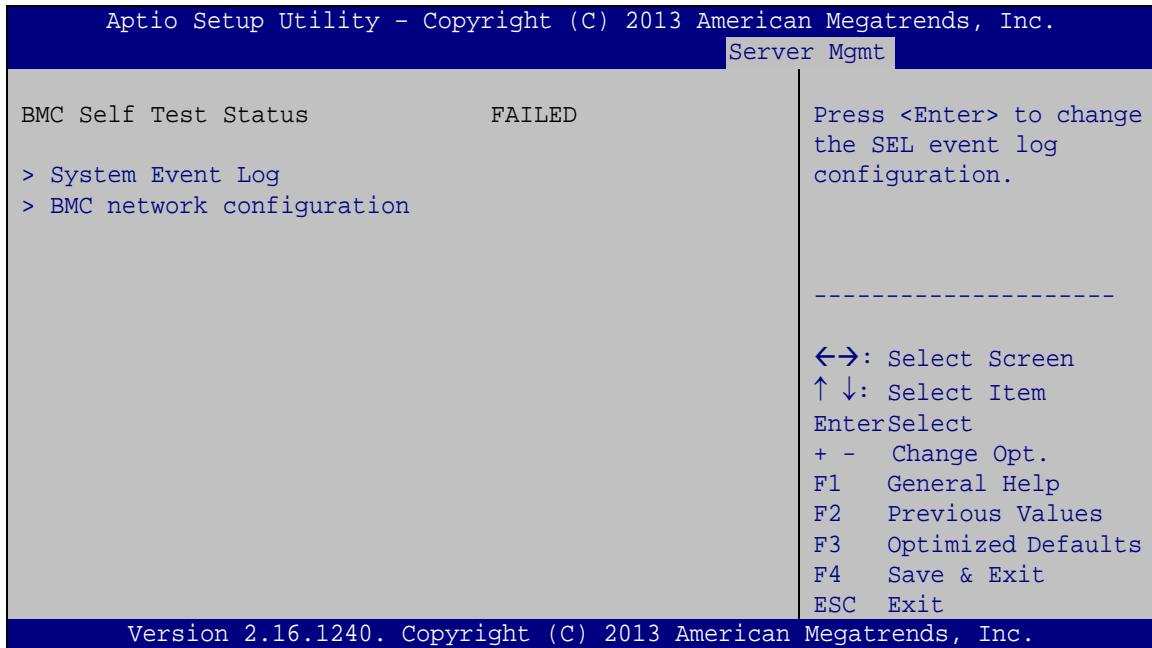 Aptio Setup Utility – Copyright (C) 2013 American Megatrends, Inc.
Server Mgmt
BMC Self Test Status FAILED
> System Event Log
> BMC network configuration
Press <Enter> to change
the SEL event log
configuration.
---------------------
←→: Select Screen
↑ ↓: Select Item
EnterSelect
+ - Change Opt.
F1 General Help
F2 Previous Values
F3 Optimized Defaults
F4 Save & Exit
ESC Exit
Version 2.16.1240. Copyright (C) 2013 American Megatrends, Inc.